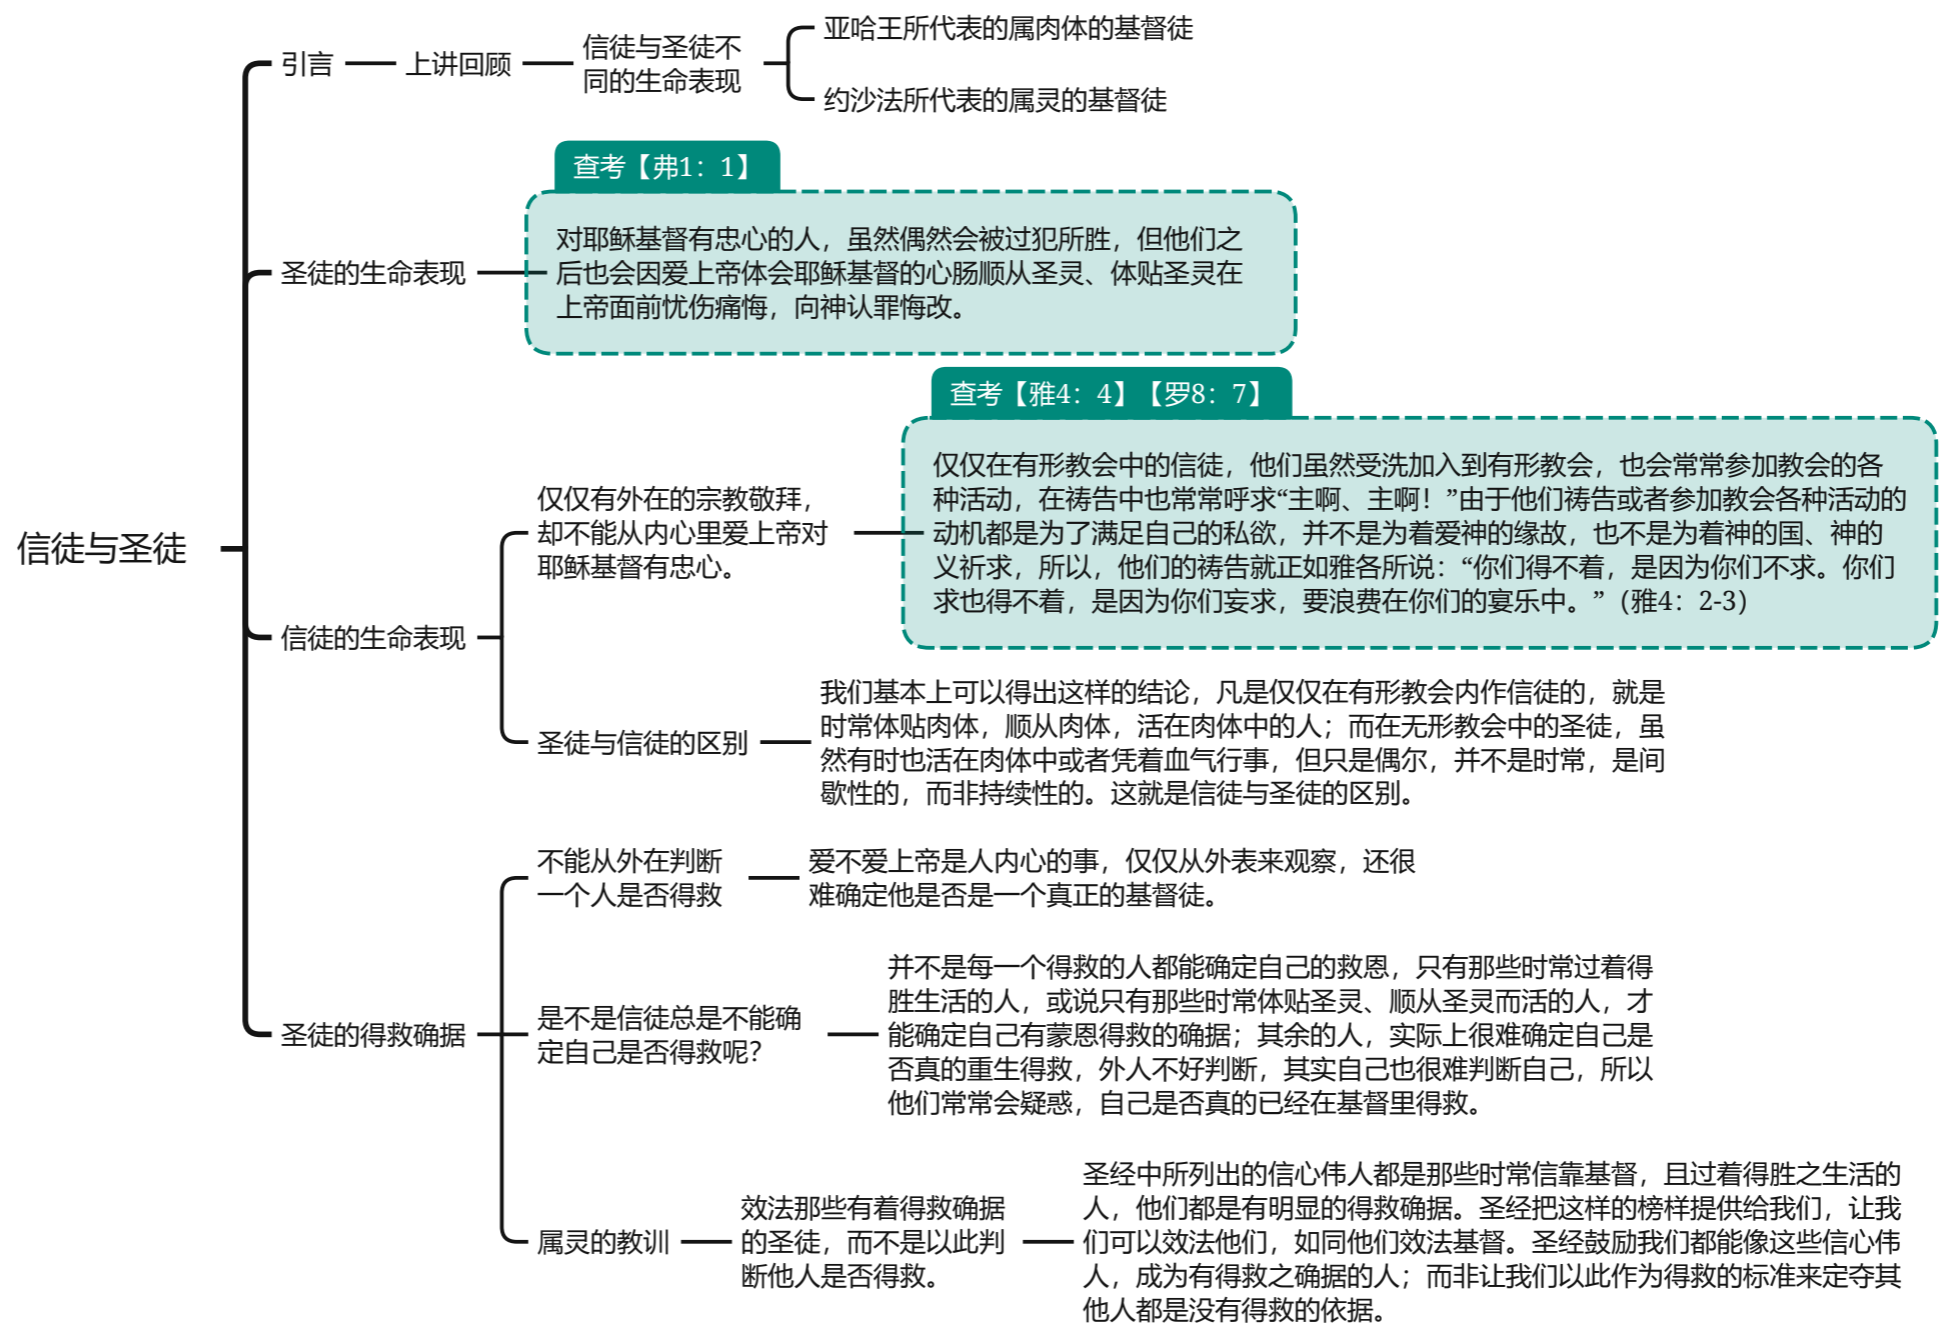 信徒与圣徒
引言
上讲回顾
信徒与圣徒不
同的生命表现
亚哈王所代表的属肉体的基督徒
约沙法所代表的属灵的基督徒
圣徒的生命表现
查考【弗1：1】
对耶稣基督有忠心的人，虽然偶然会被过犯所胜，但他们之
后也会因爱上帝体会耶稣基督的心肠顺从圣灵、体贴圣灵在
上帝面前忧伤痛悔，向神认罪悔改。
信徒的生命表现
仅仅有外在的宗教敬拜，
却不能从内心里爱上帝对
耶稣基督有忠心。
查考【雅4：4】【罗8：7】
仅仅在有形教会中的信徒，他们虽然受洗加入到有形教会，也会常常参加教会的各
种活动，在祷告中也常常呼求“主啊、主啊！”由于他们祷告或者参加教会各种活动的
动机都是为了满足自己的私欲，并不是为着爱神的缘故，也不是为着神的国、神的
义祈求，所以，他们的祷告就正如雅各所说：“你们得不着，是因为你们不求。你们
求也得不着，是因为你们妄求，要浪费在你们的宴乐中。”（雅4：2-3）
圣徒与信徒的区别
我们基本上可以得出这样的结论，凡是仅仅在有形教会内作信徒的，就是
时常体贴肉体，顺从肉体，活在肉体中的人；而在无形教会中的圣徒，虽
然有时也活在肉体中或者凭着血气行事，但只是偶尔，并不是时常，是间
歇性的，而非持续性的。这就是信徒与圣徒的区别。
圣徒的得救确据
不能从外在判断
一个人是否得救
爱不爱上帝是人内心的事，仅仅从外表来观察，还很
难确定他是否是一个真正的基督徒。
是不是信徒总是不能确
定自己是否得救呢？
并不是每一个得救的人都能确定自己的救恩，只有那些时常过着得
胜生活的人，或说只有那些时常体贴圣灵、顺从圣灵而活的人，才
能确定自己有蒙恩得救的确据；其余的人，实际上很难确定自己是
否真的重生得救，外人不好判断，其实自己也很难判断自己，所以
他们常常会疑惑，自己是否真的已经在基督里得救。
属灵的教训
效法那些有着得救确据
的圣徒，而不是以此判
断他人是否得救。
圣经中所列出的信心伟人都是那些时常信靠基督，且过着得胜之生活的
人，他们都是有明显的得救确据。圣经把这样的榜样提供给我们，让我
们可以效法他们，如同他们效法基督。圣经鼓励我们都能像这些信心伟
人，成为有得救之确据的人；而非让我们以此作为得救的标准来定夺其
他人都是没有得救的依据。